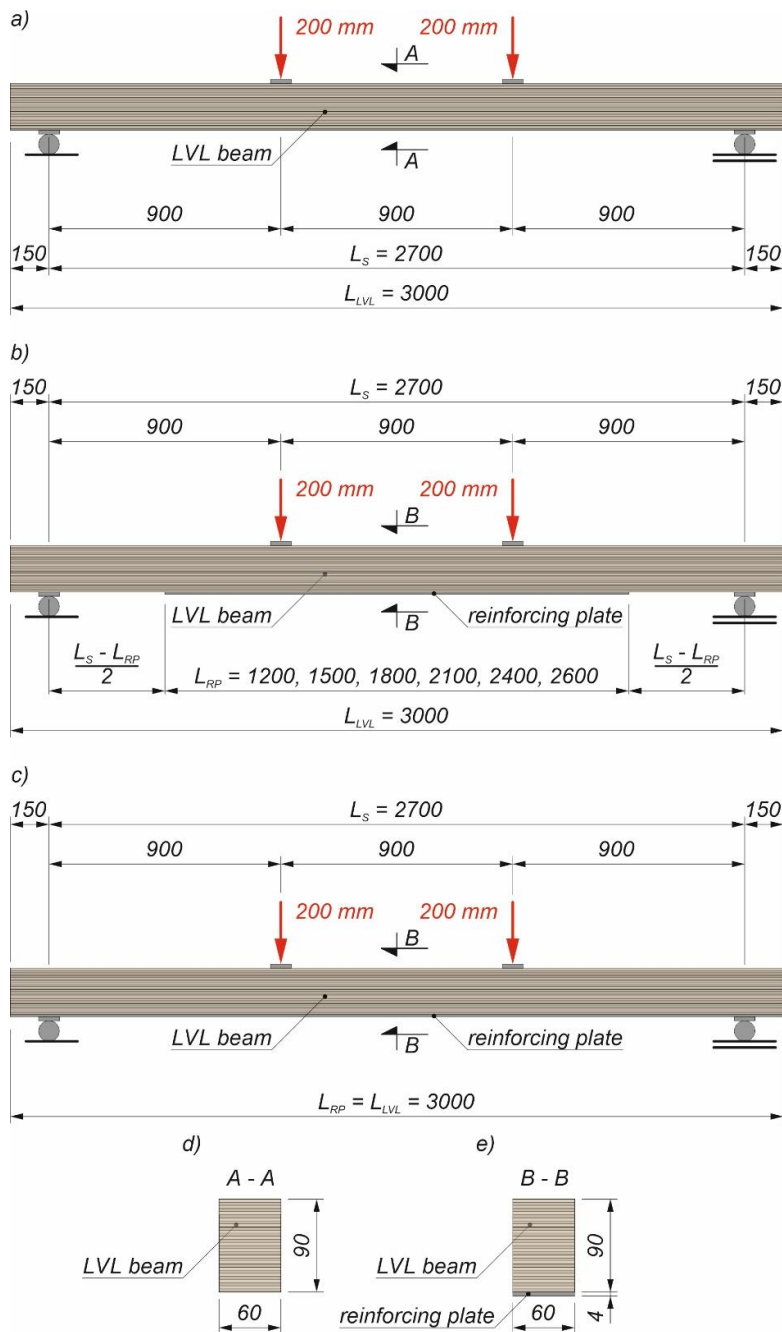 a)
200 mm 200 mm
A
LVL beam
A
900 900 900
150 L_S = 2700 150
L_LVL = 3000
b)
150 L_S = 2700 150
900 900 900
200 mm 200 mm
B
LVL beam B reinforcing plate
L_S - L_RP L_S - L_RP
2 L_RP = 1200, 1500, 1800, 2100, 2400, 2600 2
L_LVL = 3000
c)
150 L_S = 2700 150
900 900 900
200 mm 200 mm
B
LVL beam B reinforcing plate
L_RP = L_LVL = 3000
d) e)
A - A B - B
LVL beam 90 LVL beam 90
60 reinforcing plate 60 4